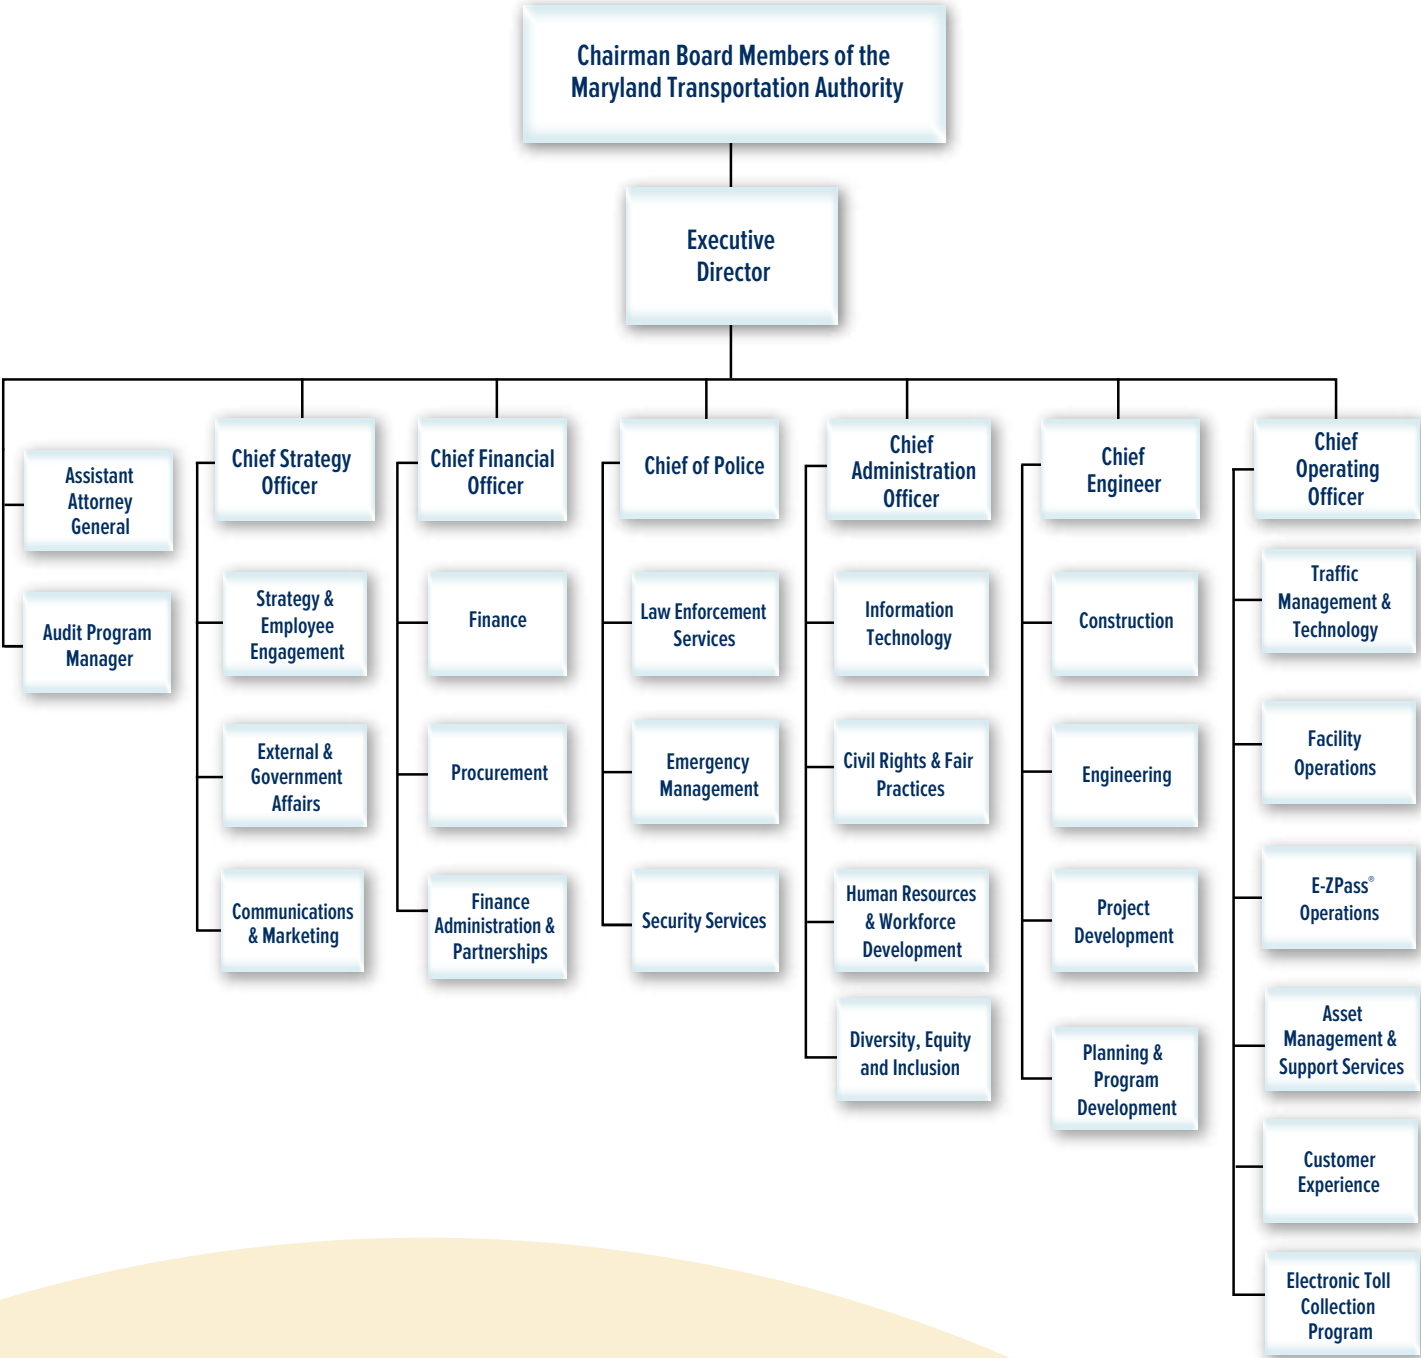 Chairman Board Members of the
Maryland Transportation Authority
Executive
Director
Assistant
Attorney
General
Audit Program
Manager
Chief Strategy
Officer
Strategy &
Employee
Engagement
External &
Government
Affairs
Communications
& Marketing
Chief Financial
Officer
Finance
Procurement
Finance
Administration &
Partnerships
Chief of Police
Law Enforcement
Services
Emergency
Management
Security Services
Chief
Administration
Officer
Information
Technology
Civil Rights & Fair
Practices
Human Resources
& Workforce
Development
Diversity, Equity
and Inclusion
Chief
Engineer
Construction
Engineering
Project
Development
Planning &
Program
Development
Chief
Operating
Officer
Traffic
Management &
Technology
Facility
Operations
E-ZPass®
Operations
Asset
Management &
Support Services
Customer
Experience
Electronic Toll
Collection
Program